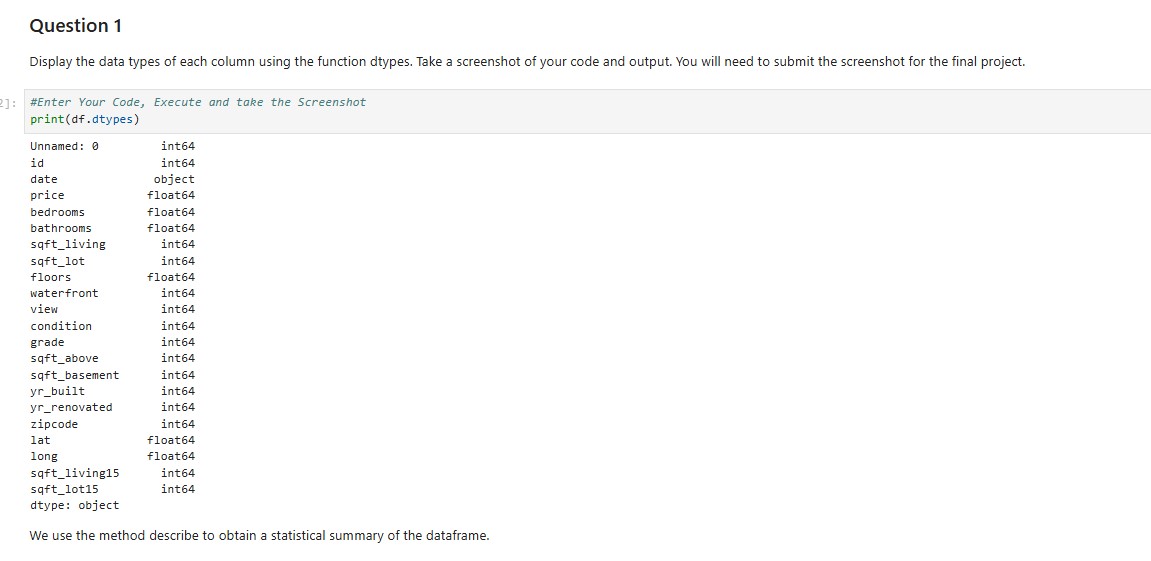 Question 1
Display the data types of each column using the function dtypes. Take a screenshot of your code and output. You will need to submit the screenshot for the final project.
2]: #Enter Your Code, Execute and take the Screenshot
print(df.dtypes)
Unnamed: 0 int64
id int64
date object
price float64
bedrooms float64
bathrooms float64
sqft_living int64
sqft_lot int64
floors float64
waterfront int64
view int64
condition int64
grade int64
sqft_above int64
sqft_basement int64
yr_built int64
yr_renovated int64
zipcode int64
lat float64
long float64
sqft_living15 int64
sqft_lot15 int64
dtype: object
We use the method describe to obtain a statistical summary of the dataframe.